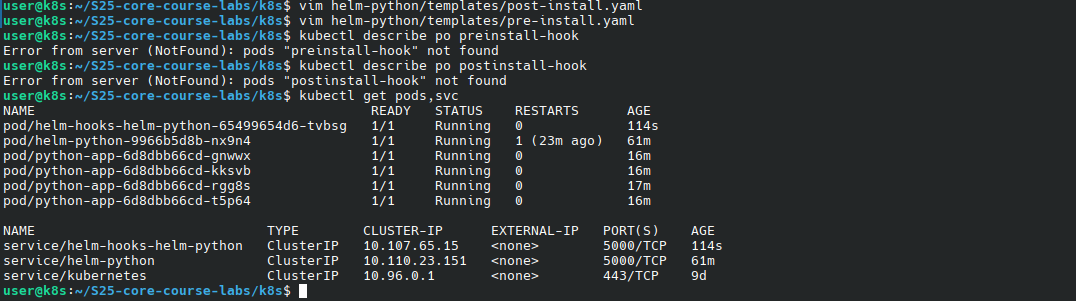 user@k8s:~/S25-core-course-labs/k8s$ vim helm-python/templates/post-install.yaml
user@k8s:~/S25-core-course-labs/k8s$ vim helm-python/templates/pre-install.yaml
user@k8s:~/S25-core-course-labs/k8s$ kubectl describe po preinstall-hook
Error from server (NotFound): pods "preinstall-hook" not found
user@k8s:~/S25-core-course-labs/k8s$ kubectl describe po postinstall-hook
Error from server (NotFound): pods "postinstall-hook" not found
user@k8s:~/S25-core-course-labs/k8s$ kubectl get pods,svc
NAME READY STATUS RESTARTS AGE
pod/helm-hooks-helm-python-65499654d6-tvbsg 1/1 Running 0 114s
pod/helm-python-9966b5d8b-nx9n4 1/1 Running 1 (23m ago) 61m
pod/python-app-6d8dbb66cd-gnwwx 1/1 Running 0 16m
pod/python-app-6d8dbb66cd-kksvb 1/1 Running 0 16m
pod/python-app-6d8dbb66cd-rgg8s 1/1 Running 0 17m
pod/python-app-6d8dbb66cd-t5p64 1/1 Running 0 16m
NAME TYPE CLUSTER-IP EXTERNAL-IP PORT(S) AGE
service/helm-hooks-helm-python ClusterIP 10.107.65.15 <none> 5000/TCP 114s
service/helm-python ClusterIP 10.110.23.151 <none> 5000/TCP 61m
service/kubernetes ClusterIP 10.96.0.1 <none> 443/TCP 9d
user@k8s:~/S25-core-course-labs/k8s$